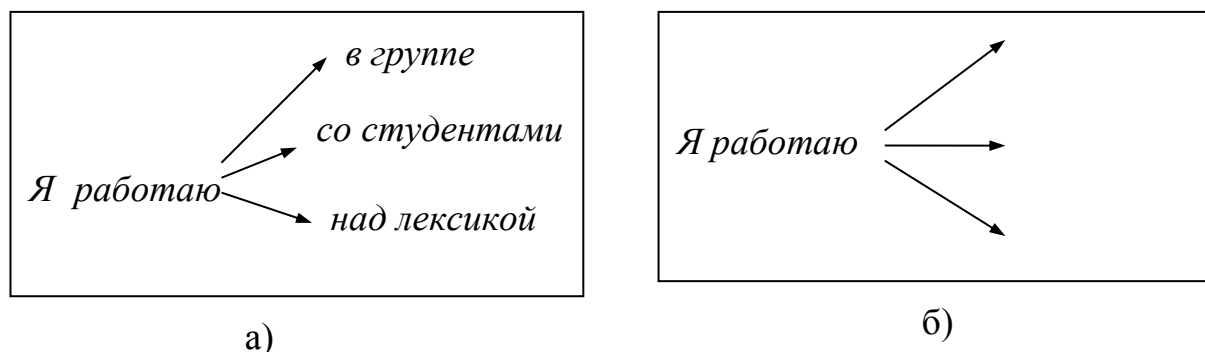 в группе
со студентами
Я работаю
над лексикой
а)
Я работаю
б)